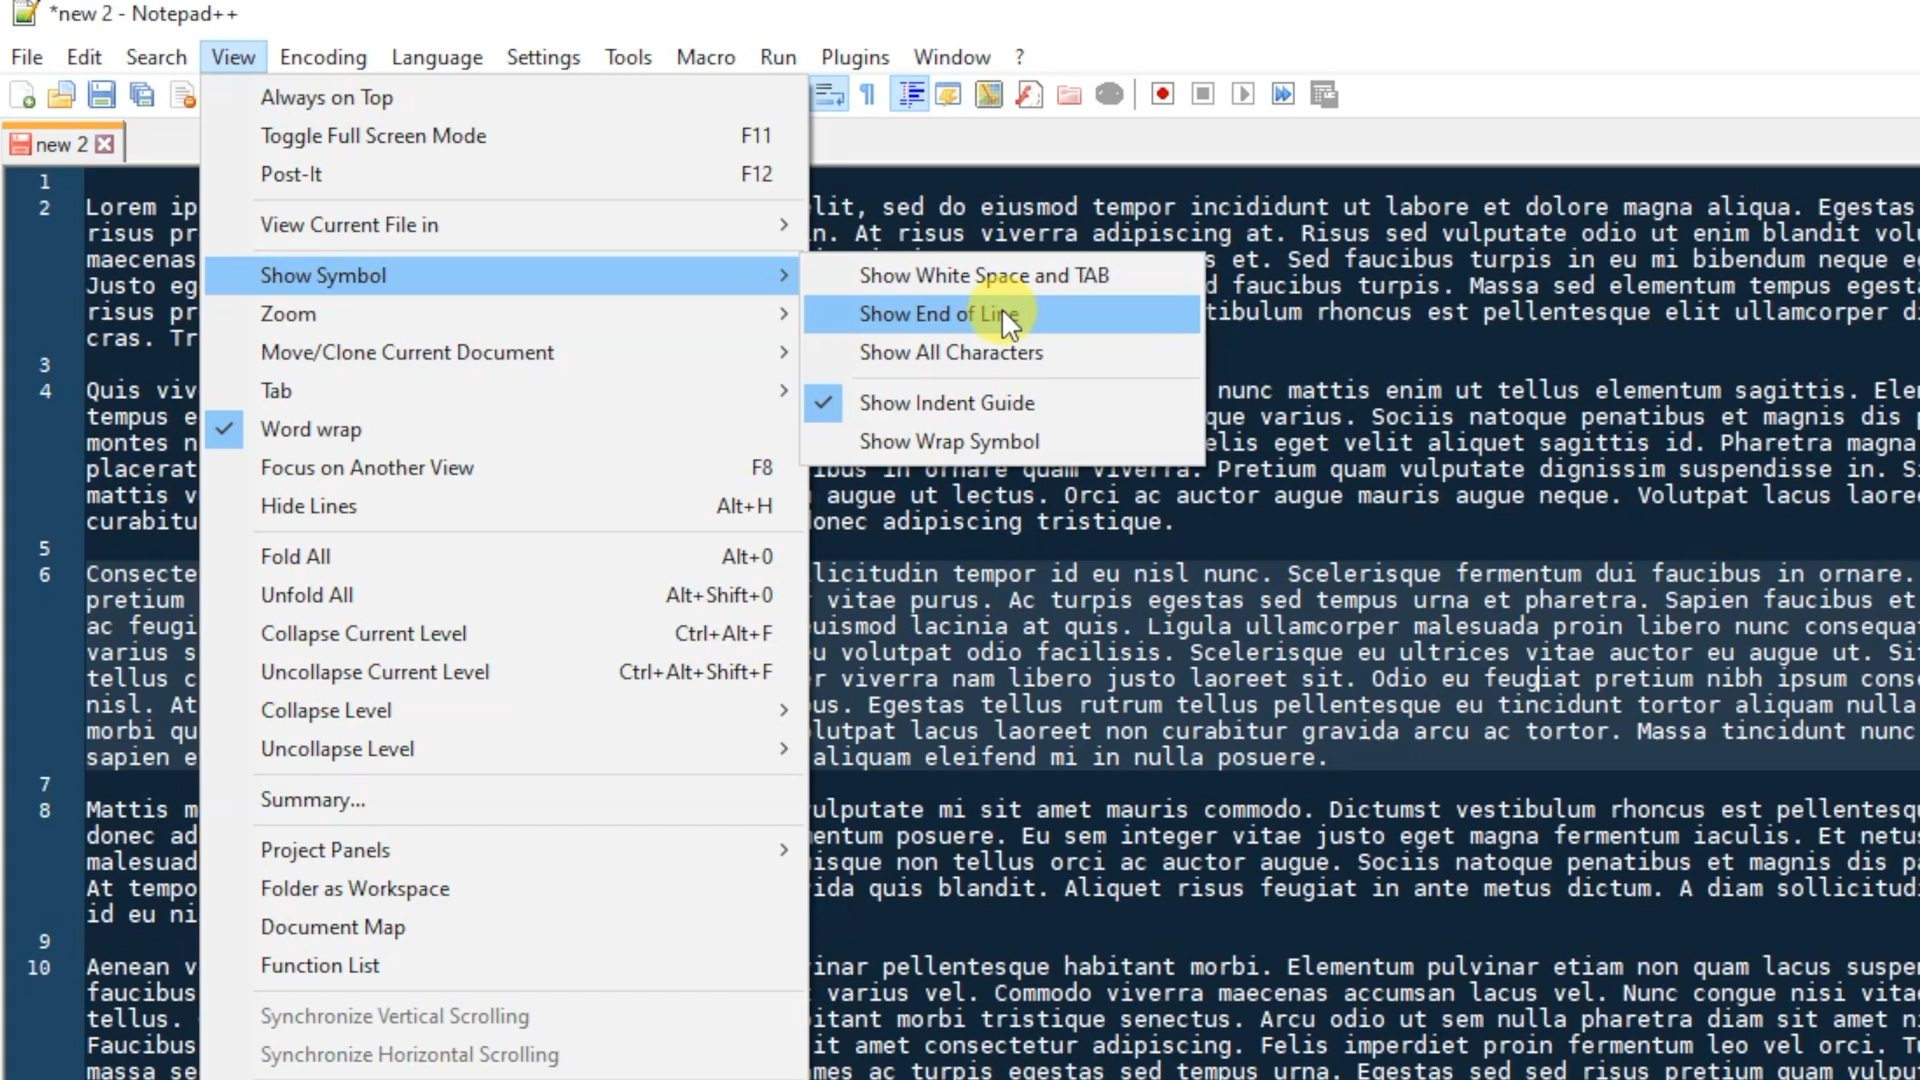 *new 2 - Notepad++
File Edit Search View Encoding Language Settings Tools Macro Run Plugins Window ?
new 2
Always on Top
Toggle Full Screen Mode F11
Post-It F12
View Current File in
Show Symbol
Zoom
Move/Clone Current Document
Tab
Word wrap
Focus on Another View F8
Hide Lines Alt+H
Fold All Alt+0
Unfold All Alt+Shift+0
Collapse Current Level Ctrl+Alt+F
Uncollapse Current Level Ctrl+Alt+Shift+F
Collapse Level
Uncollapse Level
Summary...
Project Panels
Folder as Workspace
Document Map
Function List
Synchronize Vertical Scrolling
Synchronize Horizontal Scrolling
Show White Space and TAB
Show End of Line
Show All Characters
Show Indent Guide
Show Wrap Symbol
1
2 Lorem ip lit, sed do eiusmod tempor incididunt ut labore et dolore magna aliqua. Egestas
risus pr n. At risus viverra adipiscing at. Risus sed vulputate odio ut enim blandit vol
maecenas s et. Sed faucibus turpis in eu mi bibendum neque e
Justo eg d faucibus turpis. Massa sed elementum tempus egest
risus pr tibulum rhoncus est pellentesque elit ullamcorper d
cras. Tr
3
4 Quis viv nunc mattis enim ut tellus elementum sagittis. Ele
tempus e que varius. Sociis natoque penatibus et magnis dis p
montes n elis eget velit aliquet sagittis id. Pharetra magna
placerat ibus in ornare quam viverra. Pretium quam vulputate dignissim suspendisse in. S
mattis v augue ut lectus. Orci ac auctor augue mauris augue neque. Volutpat lacus laore
curabitu onec adipiscing tristique.
5
6 Consecte licitudin tempor id eu nisl nunc. Scelerisque fermentum dui faucibus in ornare.
pretium vitae purus. Ac turpis egestas sed tempus urna et pharetra. Sapien faucibus et
ac feugi uismod lacinia at quis. Ligula ullamcorper malesuada proin libero nunc consequa
varius s u volutpat odio facilisis. Scelerisque eu ultrices vitae auctor eu augue ut. Si
tellus c r viverra nam libero justo laoreet sit. Odio eu feugiat pretium nibh ipsum cons
nisl. At us. Egestas tellus rutrum tellus pellentesque eu tincidunt tortor aliquam nulla
morbi qu lutpat lacus laoreet non curabitur gravida arcu ac tortor. Massa tincidunt nunc
sapien e aliquam eleifend mi in nulla posuere.
7
8 Mattis m ulputate mi sit amet mauris commodo. Dictumst vestibulum rhoncus est pellentesq
donec ad mentum posuere. Eu sem integer vitae justo eget magna fermentum iaculis. Et netus
malesuad isque non tellus orci ac auctor augue. Sociis natoque penatibus et magnis dis p
At tempo ida quis blandit. Aliquet risus feugiat in ante metus dictum. A diam sollicitud
id eu ni
9
10 Aenean v inar pellentesque habitant morbi. Elementum pulvinar etiam non quam lacus suspe
faucibus varius vel. Commodo viverra maecenas accumsan lacus vel. Nunc congue nisi vita
tellus. itant morbi tristique senectus. Arcu odio ut sem nulla pharetra diam sit amet n
Faucibus it amet consectetur adipiscing. Felis imperdiet proin fermentum leo vel orci. T
massa se mes ac turpis egestas sed tempus urna. Egestas sed sed risus pretium quam vulpu